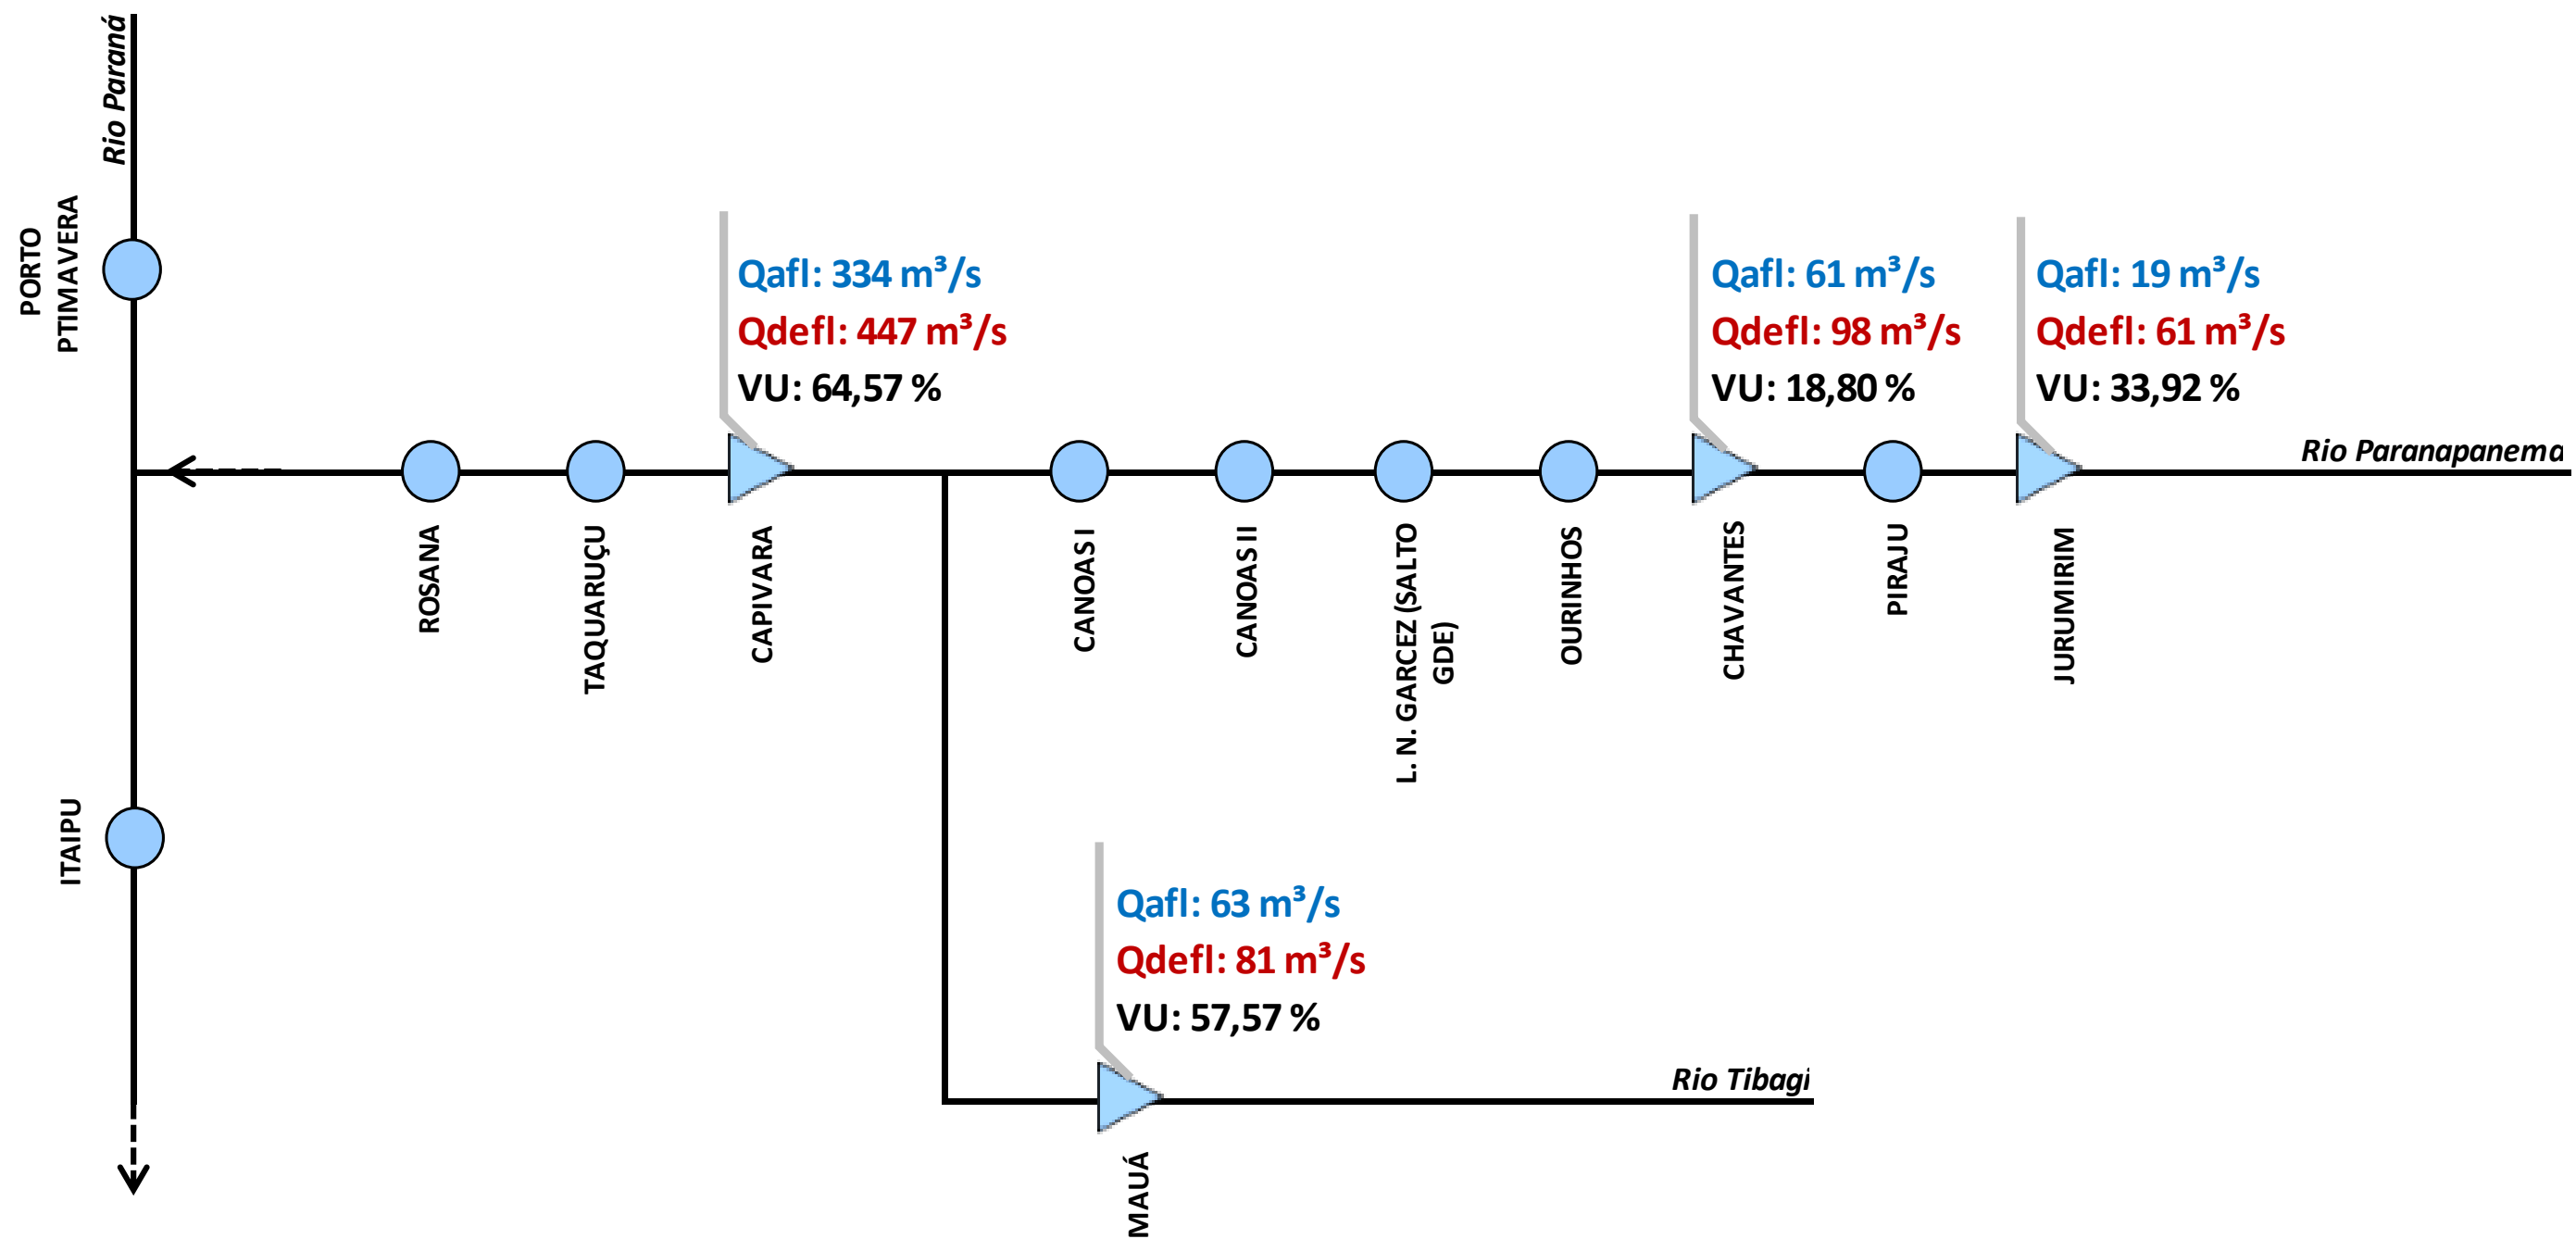 Rio Paraná
PORTO
PTIMAVERA
Qafl: 334 m³/s
Qdefl: 447 m³/s
VU: 64,57 %
Qafl: 61 m³/s
Qdefl: 98 m³/s
VU: 18,80 %
Qafl: 19 m³/s
Qdefl: 61 m³/s
VU: 33,92 %
Rio Paranapanema
ROSANA
TAQUARUÇU
CAPIVARA
CANOAS I
CANOAS II
L. N. GARCEZ (SALTO
GDE)
OURINHOS
CHAVANTES
PIRAJU
JURUMIRIM
ITAIPU
Qafl: 63 m³/s
Qdefl: 81 m³/s
VU: 57,57 %
Rio Tibagi
MAUÁ